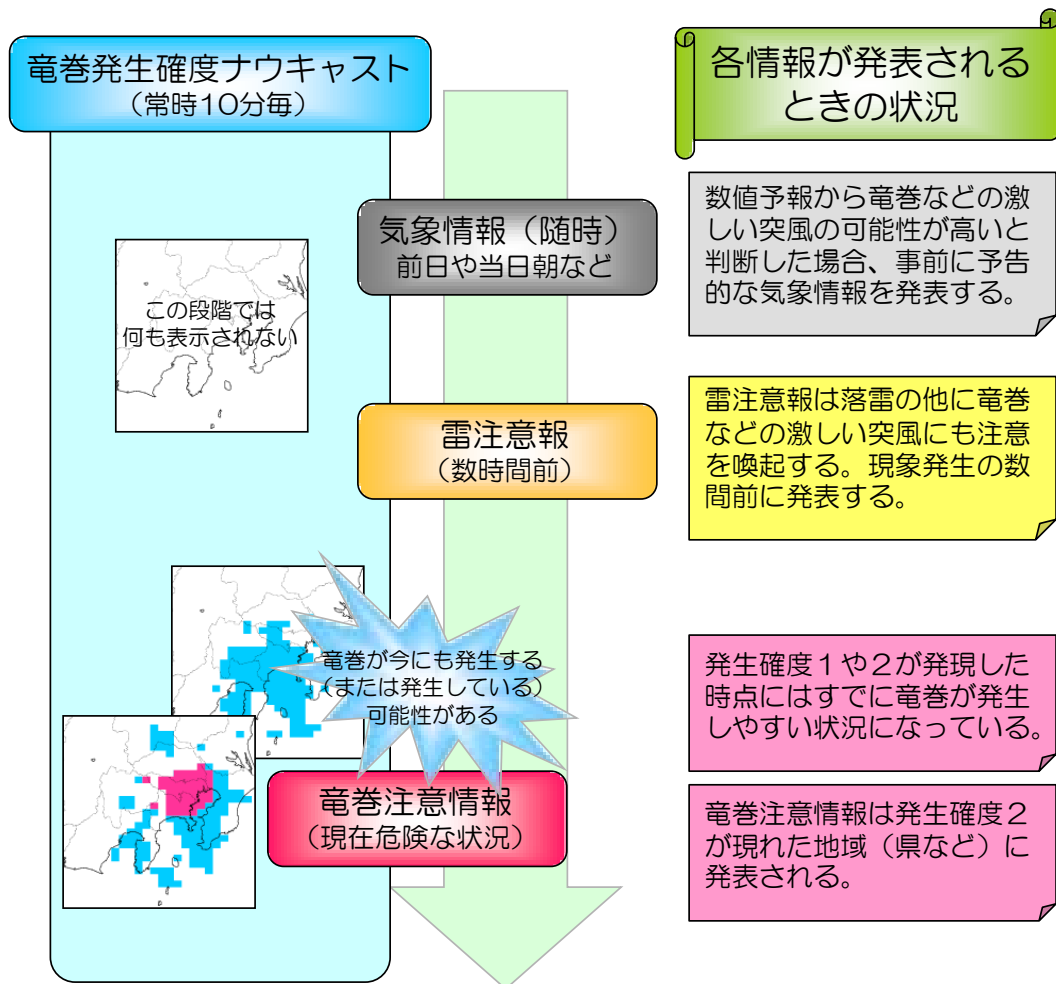 竜巻発生確度ナウキャスト
（常時10分毎）
各情報が発表される
ときの状況
気象情報（随時）
前日や当日朝など
数値予報から竜巻などの激
しい突風の可能性が高いと
判断した場合、事前に予告
的な気象情報を発表する。
この段階では
何も表示されない
雷注意報
（数時間前）
雷注意報は落雷の他に竜巻
などの激しい突風にも注意
を喚起する。現象発生の数
間前に発表する。
竜巻が今にも発生する
（または発生している）
可能性がある
発生確度１や２が発現した
時点にはすでに竜巻が発生
しやすい状況になっている。
竜巻注意情報
（現在危険な状況）
竜巻注意情報は発生確度２
が現れた地域（県など）に
発表される。